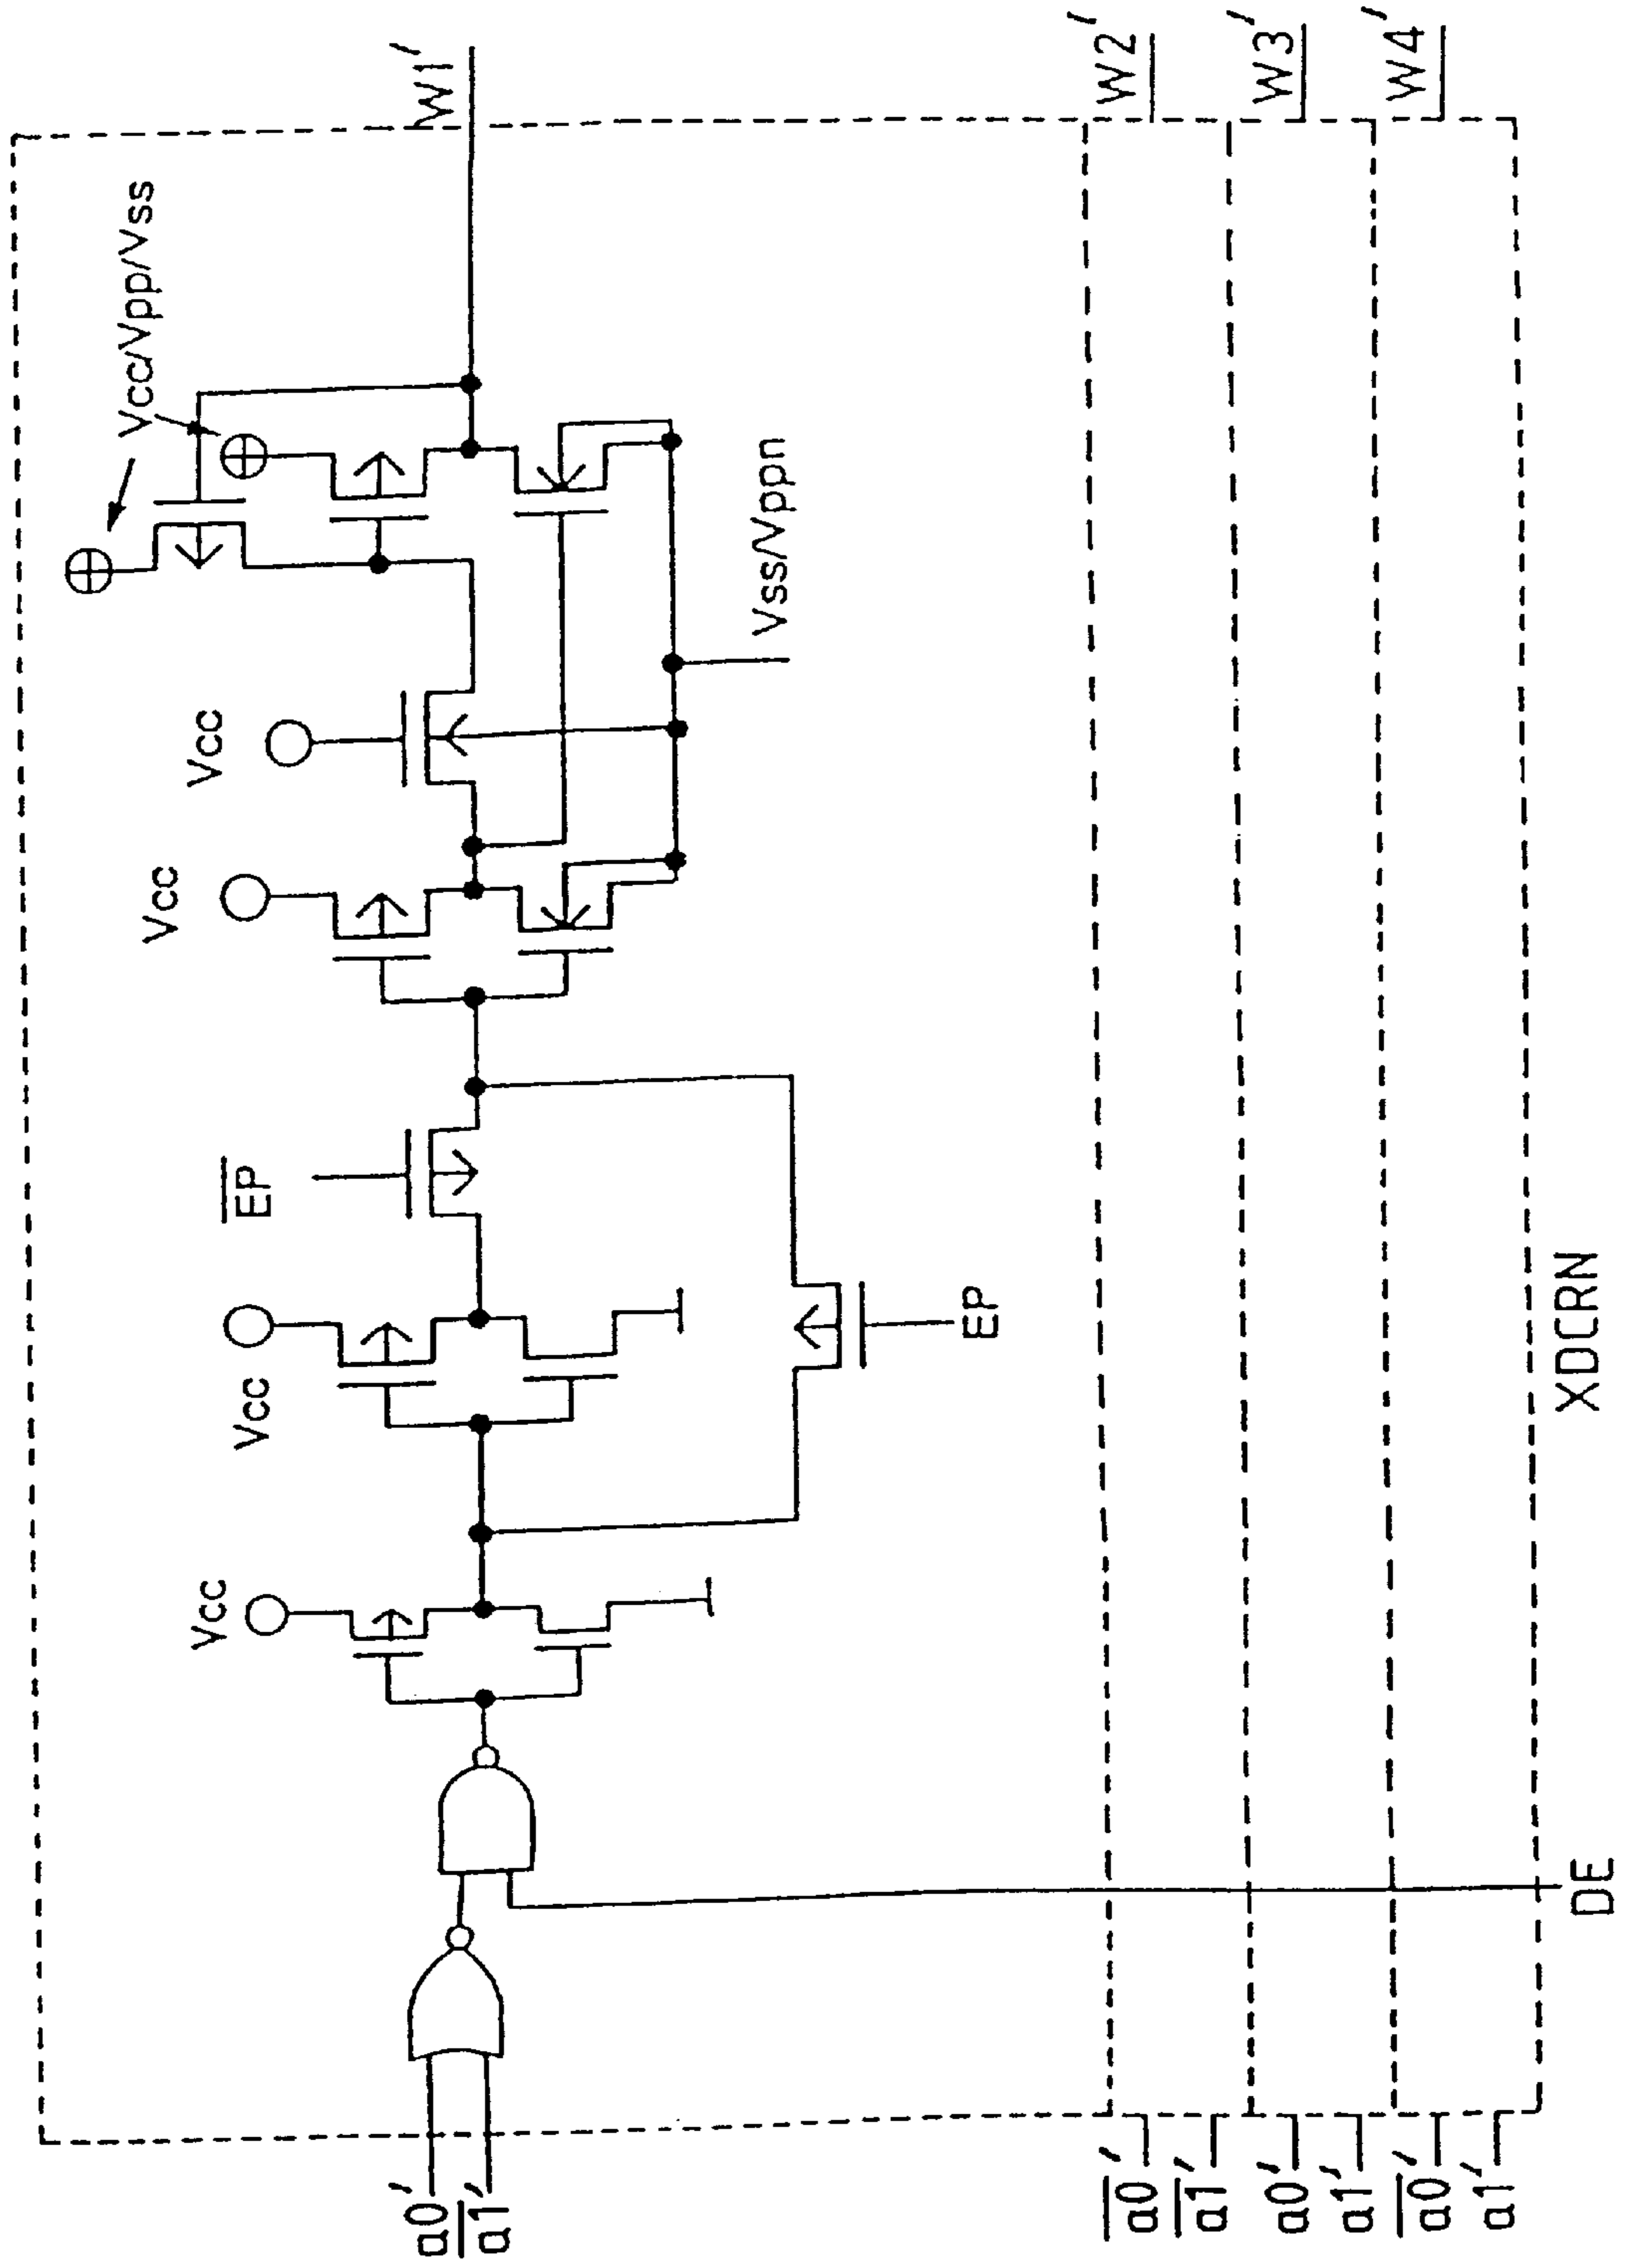 Vcc/Vpp/Vss
W1′
Vcc
Vcc
EP
Vcc
Vcc
Vss/Vppn
EP
a0′
a1′
W2′
W3′
W4′
a0′
a1′
a0′
a1′
a0′
a1′
DE
XDCRN